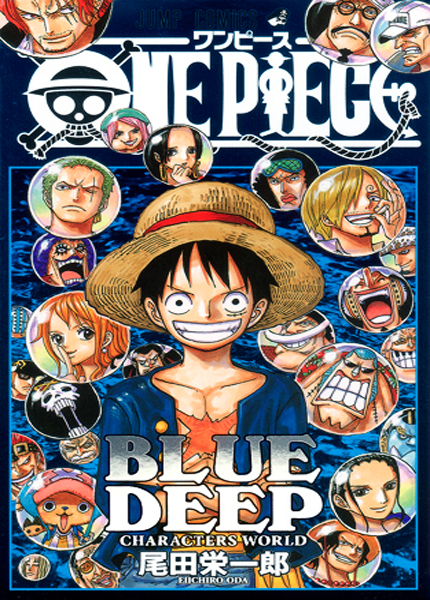 JUMP COMICS
ワンピース
ONE PIECE
BLUE
DEEP
CHARACTERS WORLD
尾田栄一郎
EIICHIRO ODA